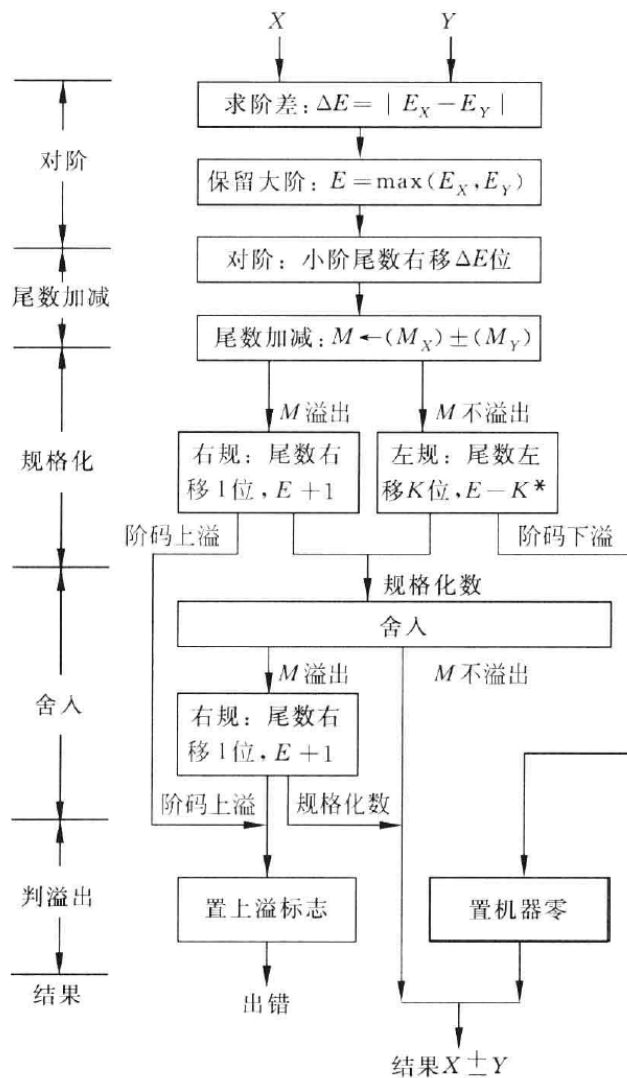 X Y
求阶差：ΔE=|E_X－E_Y|
对阶
保留大阶：E=max(E_X,E_Y)
对阶：小阶尾数右移ΔE位
尾数加减
尾数加减:M←(M_X)±(M_Y)
M溢出 M不溢出
规格化
右规：尾数右
移1位，E+1
左规：尾数左
移K位，E－K*
阶码上溢 阶码下溢
规格化数
舍入
M溢出 M不溢出
舍入
右规：尾数右
移1位，E+1
阶码上溢 规格化数
判溢出
置上溢标志 置机器零
结果
出错
结果X±Y